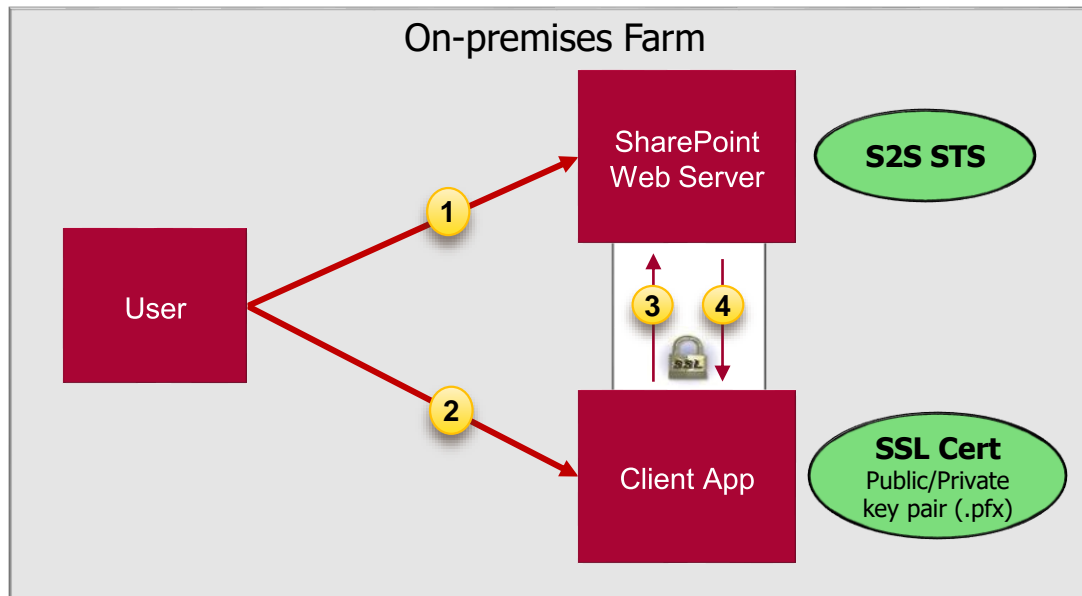 On-premises Farm
SharePoint
Web Server
S2S STS
1
User
3
4
SSL
2
Client App
SSL Cert
Public/Private
key pair (.pfx)